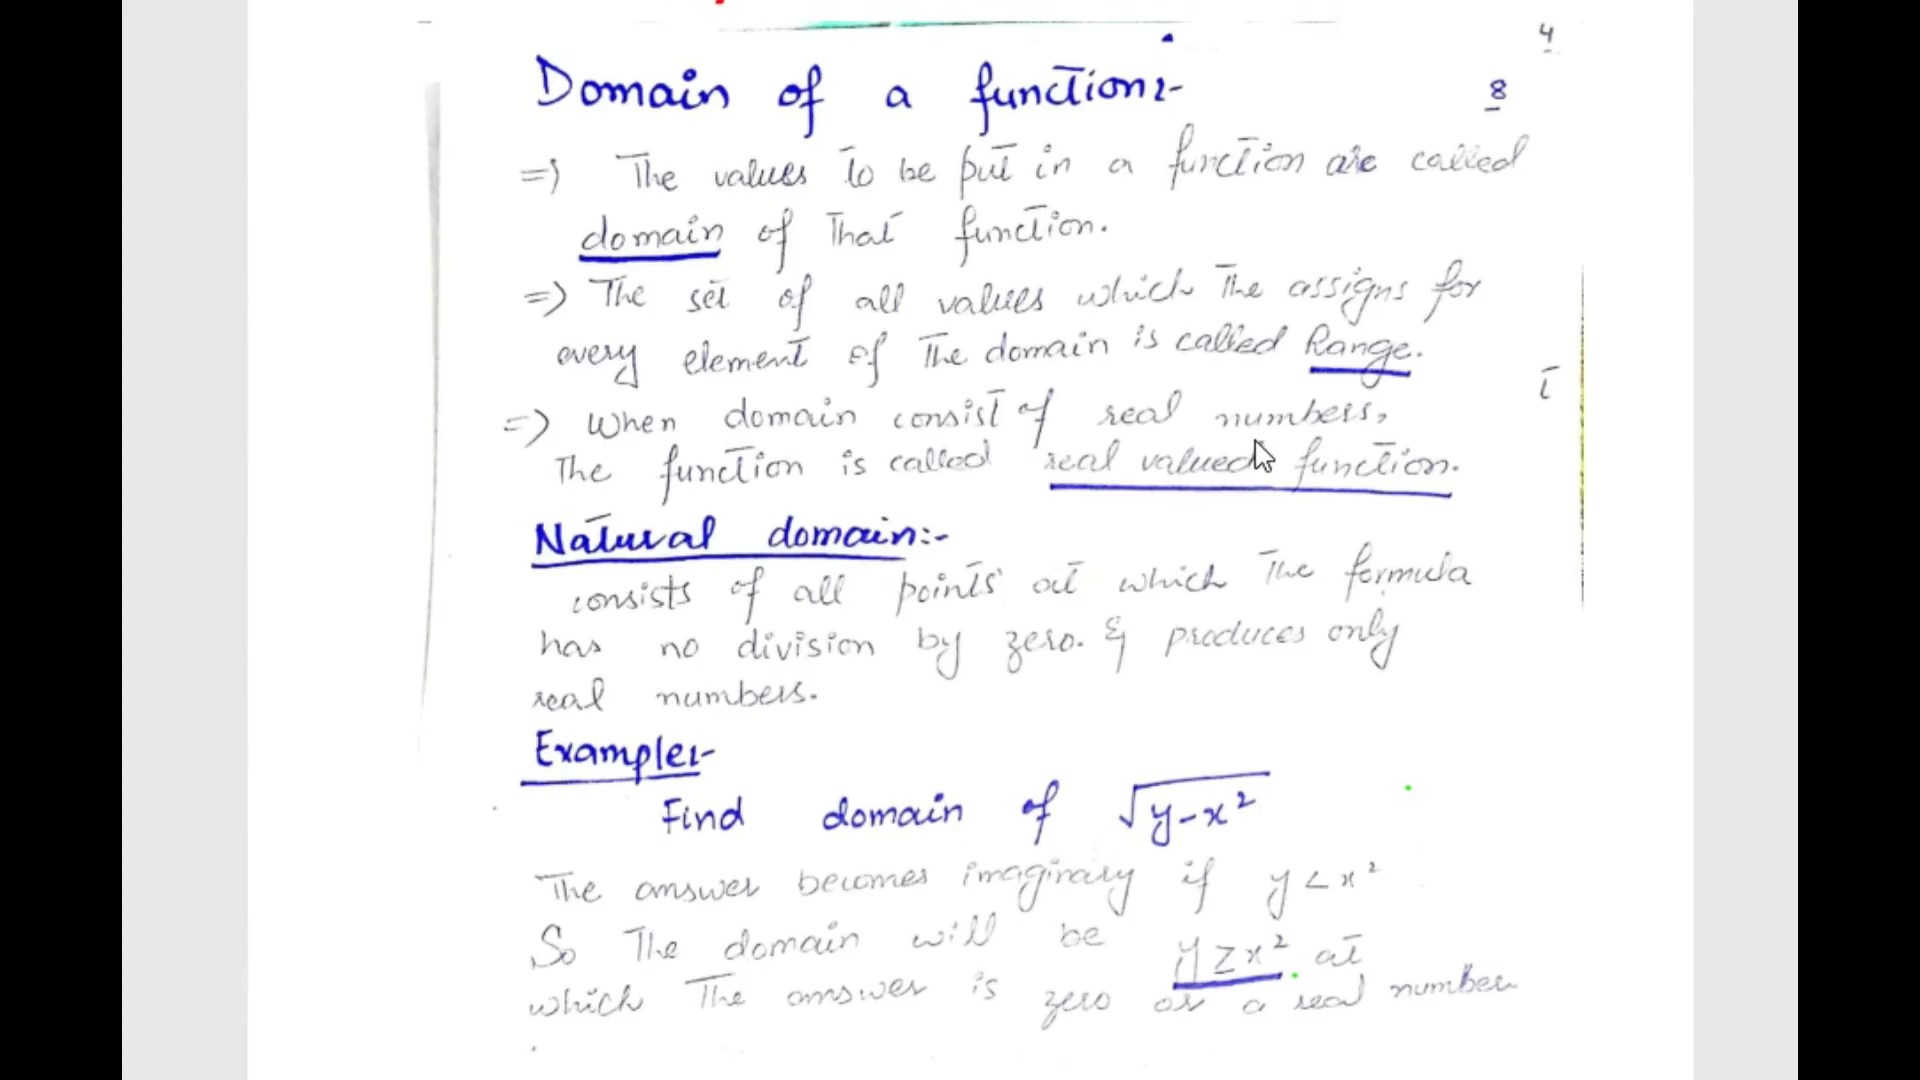 4
Domain of a function:-
8
=> The values to be put in a function are called
domain of that function.
=> The set of all values which the assigns for
every element of the domain is called Range.
=> When domain consist of real numbers,
the function is called real valued function.
Natural domain:-
consists of all points at which the formula
has no division by zero. & produces only
real numbers.
Example:-
Find domain of √y-x²
The answer becomes imaginary if y < x²
So the domain will be y ≥ x² at
which the answer is zero or a real number